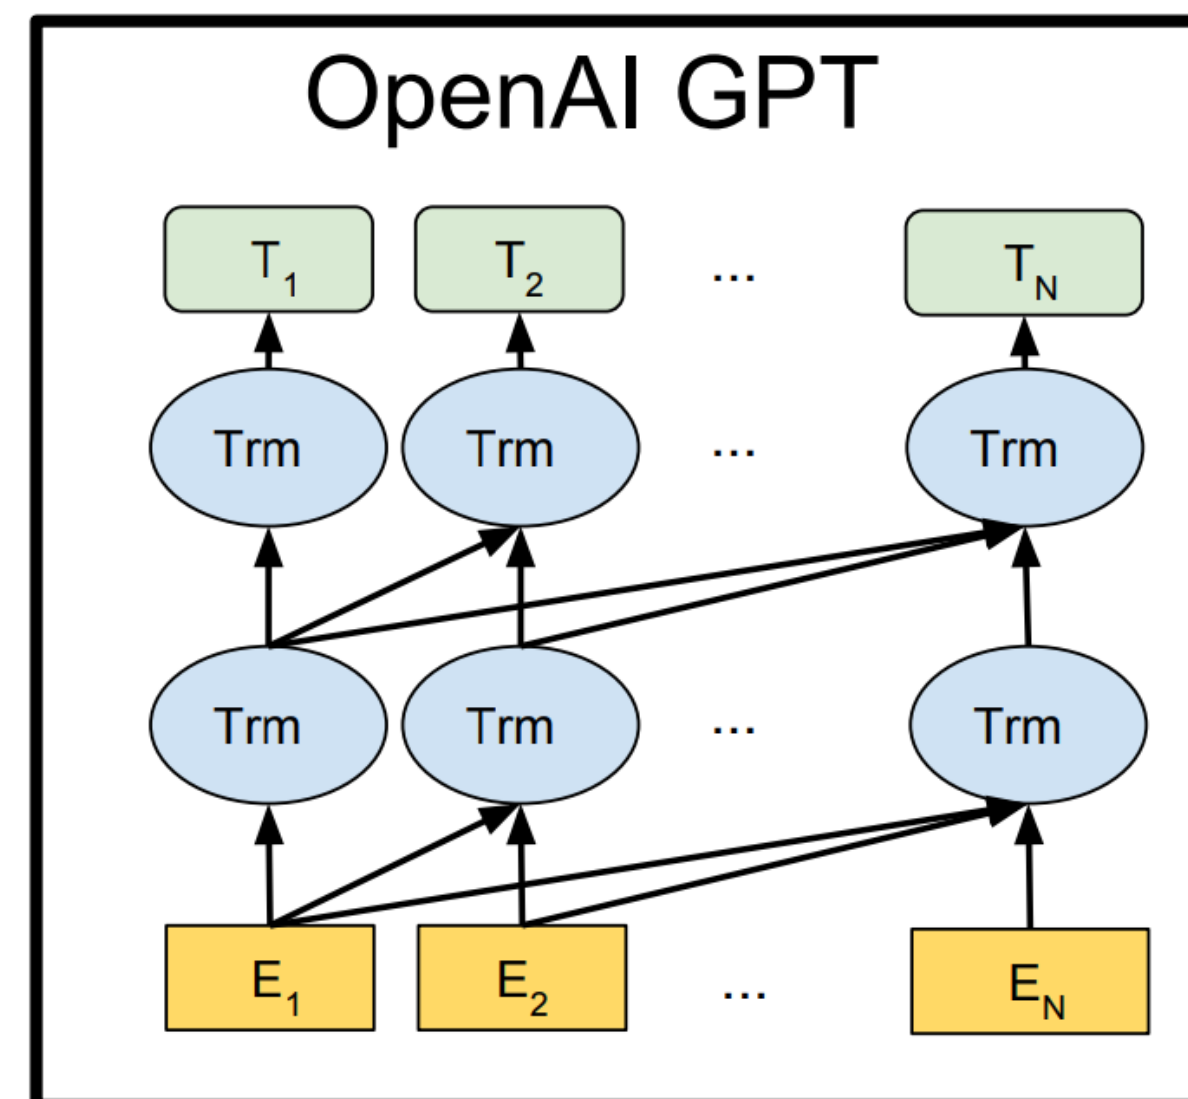 OpenAI GPT
T1 T2 ... TN
Trm Trm ... Trm
Trm Trm ... Trm
E1 E2 ... EN